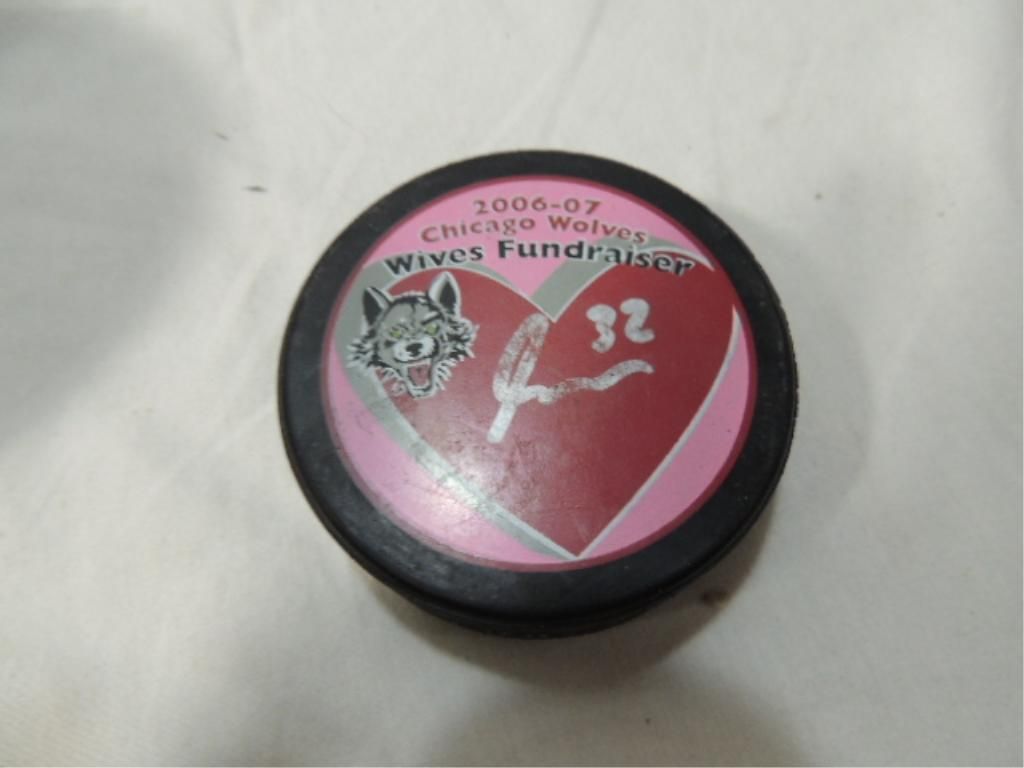 2006-07
Chicago Wolves
Wives Fundraiser
32